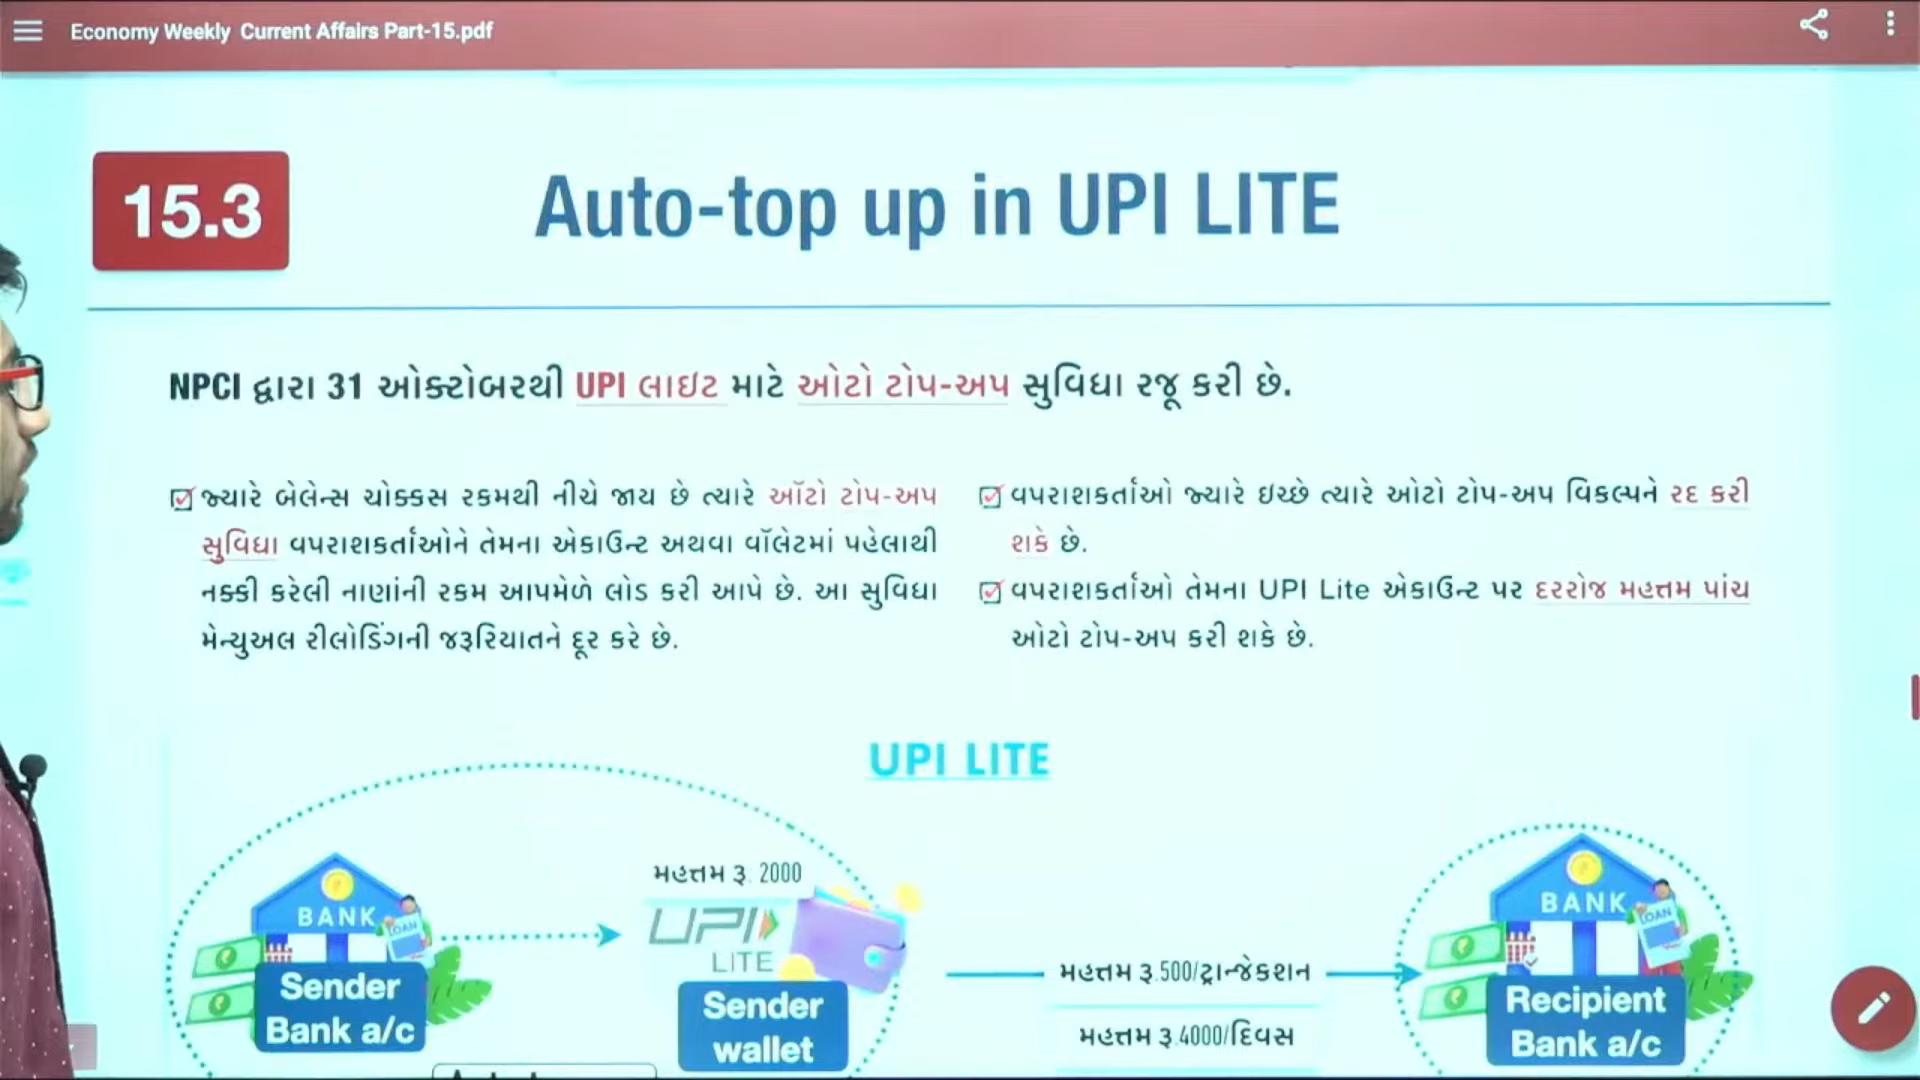 Economy Weekly Current Affairs Part-15.pdf
15.3
Auto-top up in UPI LITE
NPCI દ્વારા 31 ઓક્ટોબરથી UPI લાઇટ માટે ઓટો ટોપ-અપ સુવિધા રજૂ કરી છે.
જ્યારે બેલેન્સ ચોક્કસ રકમથી નીચે જાય છે ત્યારે ઑટો ટોપ-અપ
સુવિધા વપરાશકર્તાઓને તેમના એકાઉન્ટ અથવા વૉલેટમાં પહેલાથી
નક્કી કરેલી નાણાંની રકમ આપમેળે લોડ કરી આપે છે. આ સુવિધા
મેન્યુઅલ રીલોડિંગની જરૂરિયાતને દૂર કરે છે.
વપરાશકર્તાઓ જ્યારે ઇચ્છે ત્યારે ઓટો ટોપ-અપ વિકલ્પને રદ કરી
શકે છે.
વપરાશકર્તાઓ તેમના UPI Lite એકાઉન્ટ પર દરરોજ મહત્તમ પાંચ
ઓટો ટોપ-અપ કરી શકે છે.
UPI LITE
BANK
LOAN
Sender
Bank a/c
મહત્તમ રૂ. 2000
UPI
LITE
Sender
wallet
મહત્તમ રૂ.500/ટ્રાન્જેકશન
મહત્તમ રૂ.4000/દિવસ
BANK
LOAN
Recipient
Bank a/c